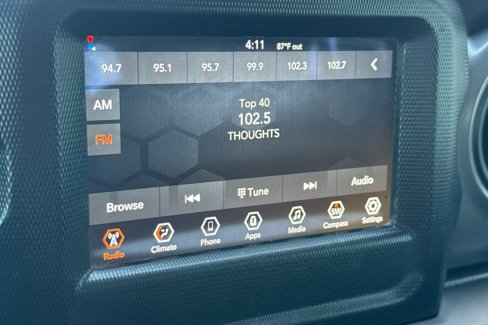 4:11 87°F out
94.7 95.1 95.7 99.9 102.3 102.7
AM
Top 40
102.5
FM
THOUGHTS
Browse Tune Audio
Radio Climate Phone Apps Media Compass Settings
SW